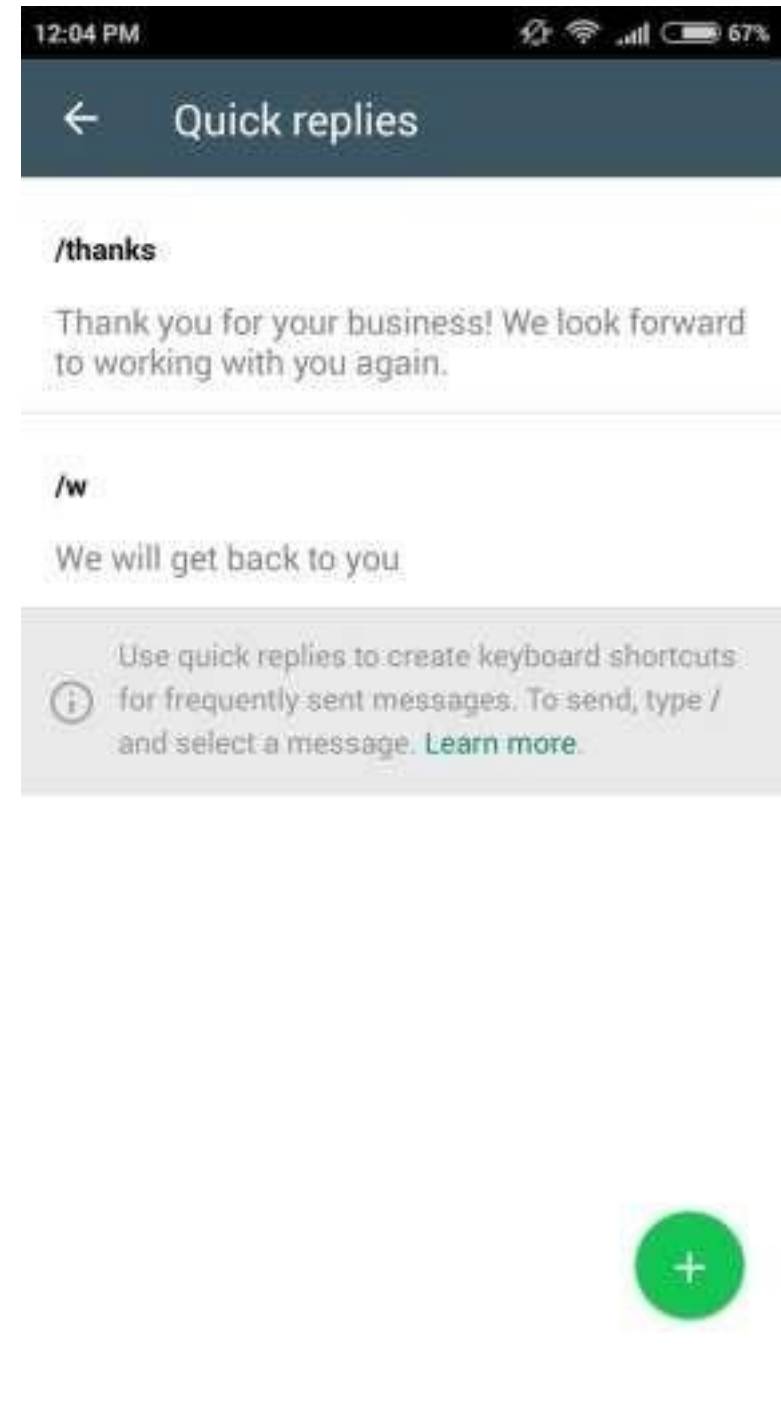 12:04 PM 67%
Quick replies
/thanks
Thank you for your business! We look forward
to working with you again.
/w
We will get back to you
Use quick replies to create keyboard shortcuts
for frequently sent messages. To send, type /
and select a message. Learn more.
+